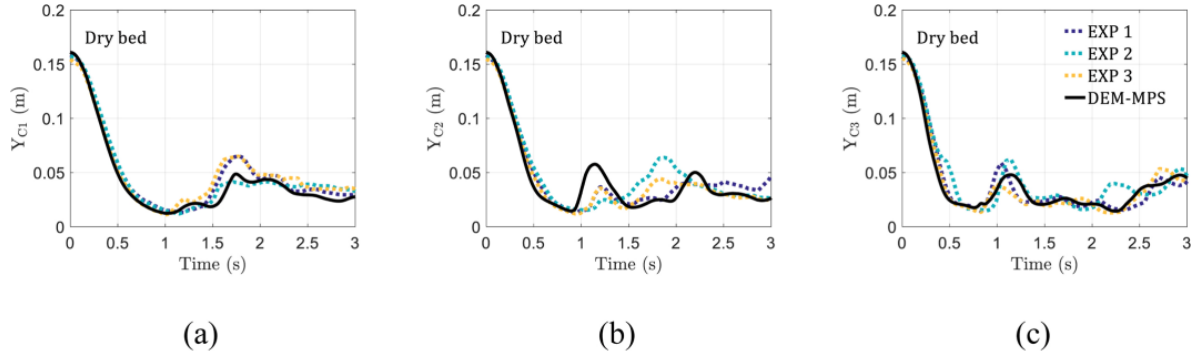 0.2
0.15
0.1
0.05
0
Y_C1 (m)
Dry bed
0 0.5 1 1.5 2 2.5 3
Time (s)
(a)
0.2
0.15
0.1
0.05
0
Y_C2 (m)
Dry bed
0 0.5 1 1.5 2 2.5 3
Time (s)
(b)
0.2
0.15
0.1
0.05
0
Y_C3 (m)
Dry bed
EXP 1
EXP 2
EXP 3
DEM-MPS
0 0.5 1 1.5 2 2.5 3
Time (s)
(c)